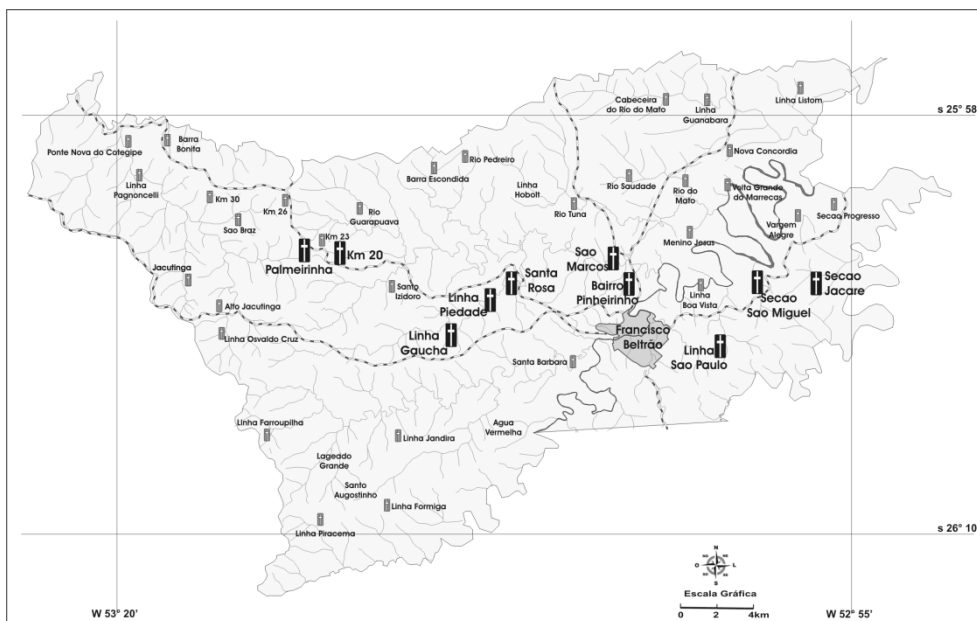 Cabeceira
do Rio do Mato
Linha
Guanabara
Linha Listom
s 25° 58
Ponte Nova do Cotegipe
Barra
Bonita
Nova Concordia
Rio Pedreiro
Barra Escondida
Linha
Pagnoncelli
Km 30
Km 26
Linha
Hobolt
Rio Saudade
Rio do
Mato
Volta Grande
do Marrecas
Rio
Guarapuava
Rio Tuna
Sao Braz
Vargem
Alegre
Secao Progresso
Km 23
Menino Jesus
Palmeirinha
Km 20
Sao
Marcos
Jacutinga
Santo
Izidoro
Santa
Rosa
Bairro
Pinheirinho
Linha
Boa Vista
Secao
Sao Miguel
Secao
Jacare
Linha
Piedade
Alto Jacutinga
Linha Osvaldo Cruz
Linha
Gaucha
Francisco
Beltrão
Linha
Sao Paulo
Santa Barbara
Linha Farroupilha
Linha Jandira
Agua
Vermelha
Lageado
Grande
Santo
Augostinho
Linha Formiga
Linha Piracema
s 26° 10
N
O
L
S
Escala Gráfica
0 2 4km
W 53° 20'
W 52° 55'